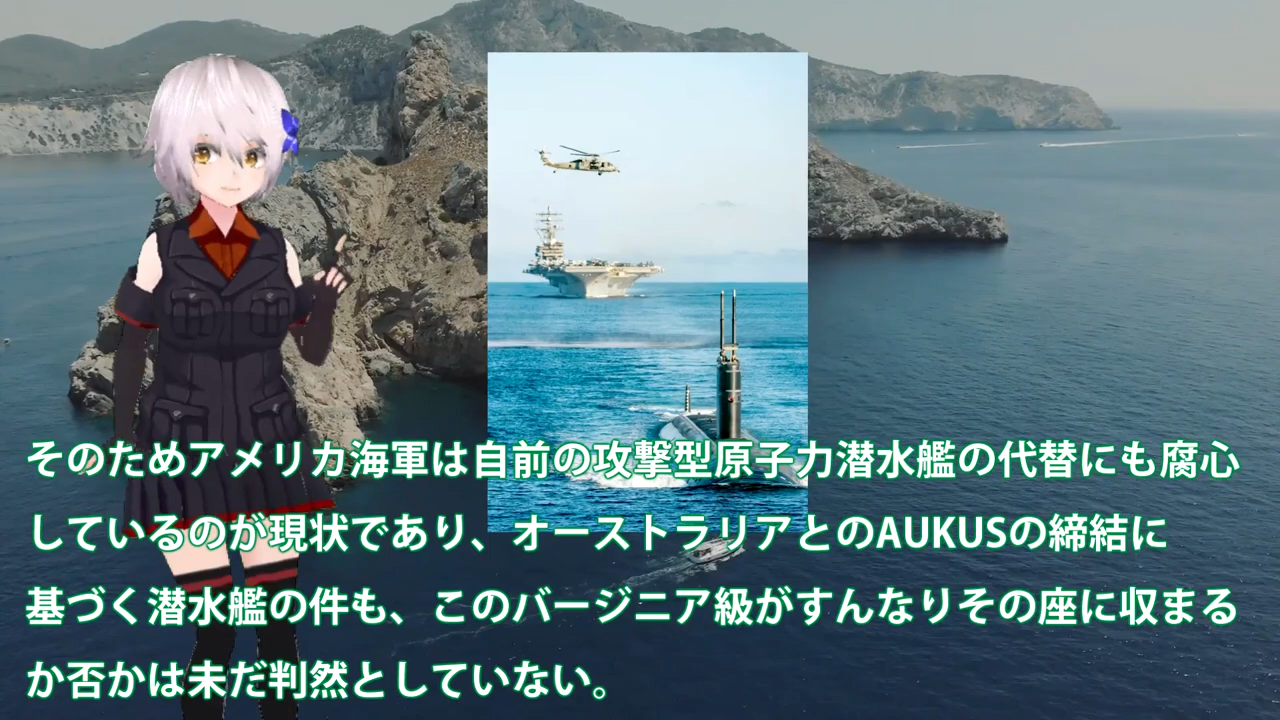 そのためアメリカ海軍は自前の攻撃型原子力潜水艦の代替にも腐心
しているのが現状であり、オーストラリアとのAUKUSの締結に
基づく潜水艦の件も、このバージニア級がすんなりその座に収まる
か否かは未だ判然としていない。